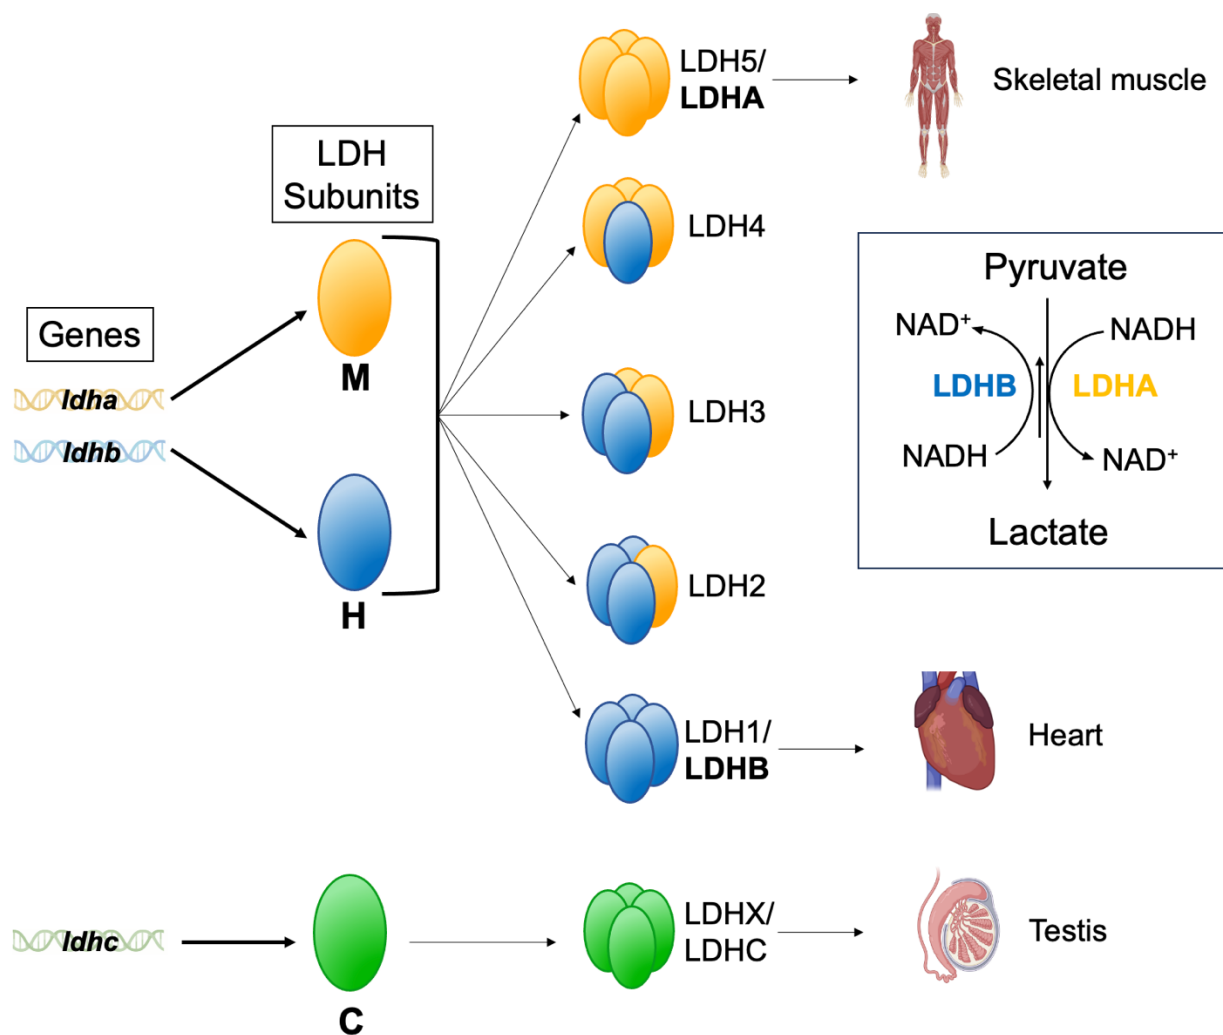 LDH5/
LDHA
Skeletal muscle
LDH
Subunits
LDH4
Genes
ldha
ldhb
M
H
LDH3
LDH2
Pyruvate
NAD⁺
NADH
LDHB
LDHA
NADH
NAD⁺
Lactate
LDH1/
LDHB
Heart
ldhc
C
LDHX/
LDHC
Testis